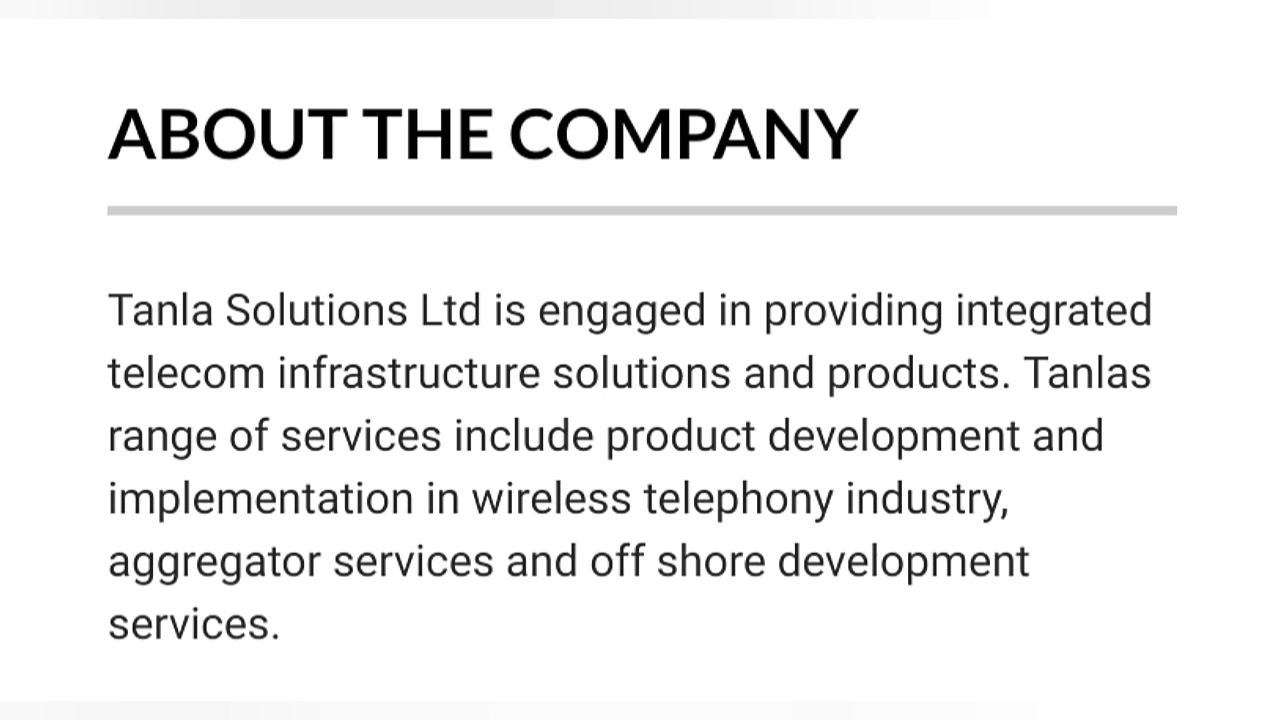 ABOUT THE COMPANY
Tanla Solutions Ltd is engaged in providing integrated
telecom infrastructure solutions and products. Tanlas
range of services include product development and
implementation in wireless telephony industry,
aggregator services and off shore development
services.